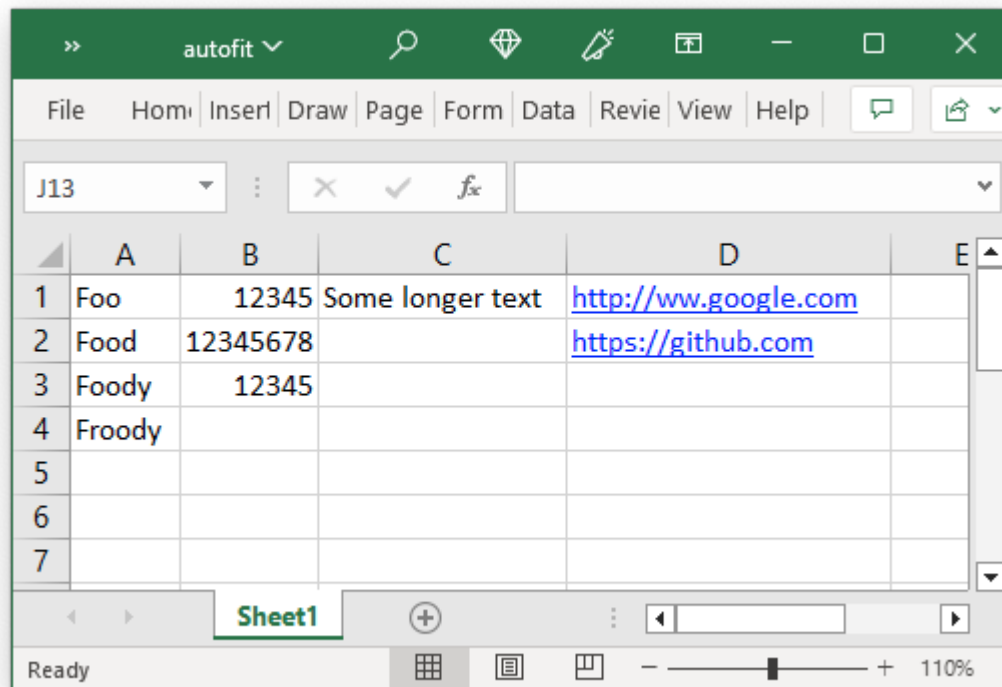 » autofit
File Hom Insert Draw Page Form Data Revie View Help
J13 fx
A B C D E
1 Foo 12345 Some longer text http://ww.google.com
2 Food 12345678 https://github.com
3 Foody 12345
4 Froody
5
6
7
Sheet1
Ready 110%